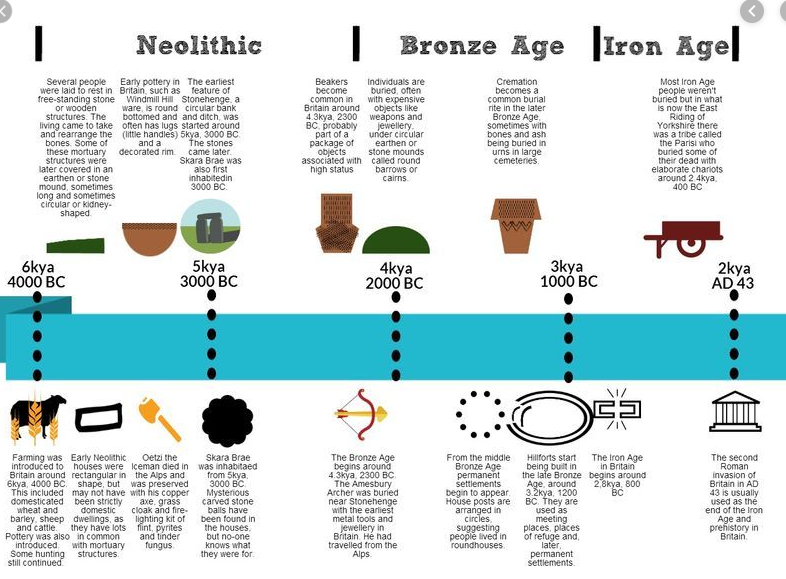 Neolithic
Bronze Age
Iron Age
Several people
were laid to rest in
free-standing stone
or wooden
structures. The
living came to take
and rearrange the
bones. Some of
these mortuary
structures were
later covered in an
earthen or stone
mound, sometimes
long and sometimes
circular or kidney-
shaped.
Early pottery in
Britain, such as
Windmill Hill
ware, is round
bottomed and
often has lugs
(little handles)
and a
decorated rim.
The earliest
feature of
Stonehenge, a
circular bank
and ditch, was
started around
5kya, 3000 BC.
The stones
came later.
Skara Brae was
also first
inhabitedin
3000 BC.
Beakers
become
common in
Britain around
4.3kya, 2300
BC, probably
part of a
package of
objects
associated with
high status
Individuals are
buried, often
with expensive
objects like
weapons and
jewellery,
under circular
earthen or
stone mounds
called round
barrows or
cairns.
Cremation
becomes a
common burial
rite in the later
Bronze Age,
sometimes with
bones and ash
being buried in
urns in large
cemeteries.
Most Iron Age
people weren't
buried but in what
is now the East
Riding of
Yorkshire there
was a tribe called
the Parisi who
buried some of
their dead with
elaborate chariots
around 2.4kya,
400 BC
6kya
4000 BC
5kya
3000 BC
4kya
2000 BC
3kya
1000 BC
2kya
AD 43
Farming was
introduced to
Britain around
6kya, 4000 BC.
This included
domesticated
wheat and
barley, sheep
and cattle.
Pottery was also
introduced.
Some hunting
still continued.
Early Neolithic
houses were
rectangular in
shape, but
may not have
been strictly
domestic
dwellings, as
they have lots
in common
with mortuary
structures.
Oetzi the
Iceman died in
the Alps and
was preserved
with his copper
axe, grass
cloak and fire-
lighting kit of
flint, pyrites
and tinder
fungus.
Skara Brae
was inhabitaed
from 5kya,
3000 BC.
Mysterious
carved stone
balls have
been found in
the houses,
but no-one
knows what
they were for.
The Bronze Age
begins around
4.3kya, 2300 BC.
The Amesbury
Archer was buried
near Stonehenge
with the earliest
metal tools and
jewellery in
Britain. He had
travelled from the
Alps.
From the middle
Bronze Age
permanent
settlements
begin to appear.
House posts are
arranged in
circles,
suggesting
people lived in
roundhouses.
Hillforts start
being built in
the late Bronze
Age, around
3.2kya, 1200
BC. They are
used as
meeting
places, places
of refuge and,
later,
permanent
settlements.
The Iron Age
in Britain
begins around
2.8kya, 800
BC
The second
Roman
invasion of
Britain in AD
43 is usually
used as the
end of the Iron
Age and
prehistory in
Britain.